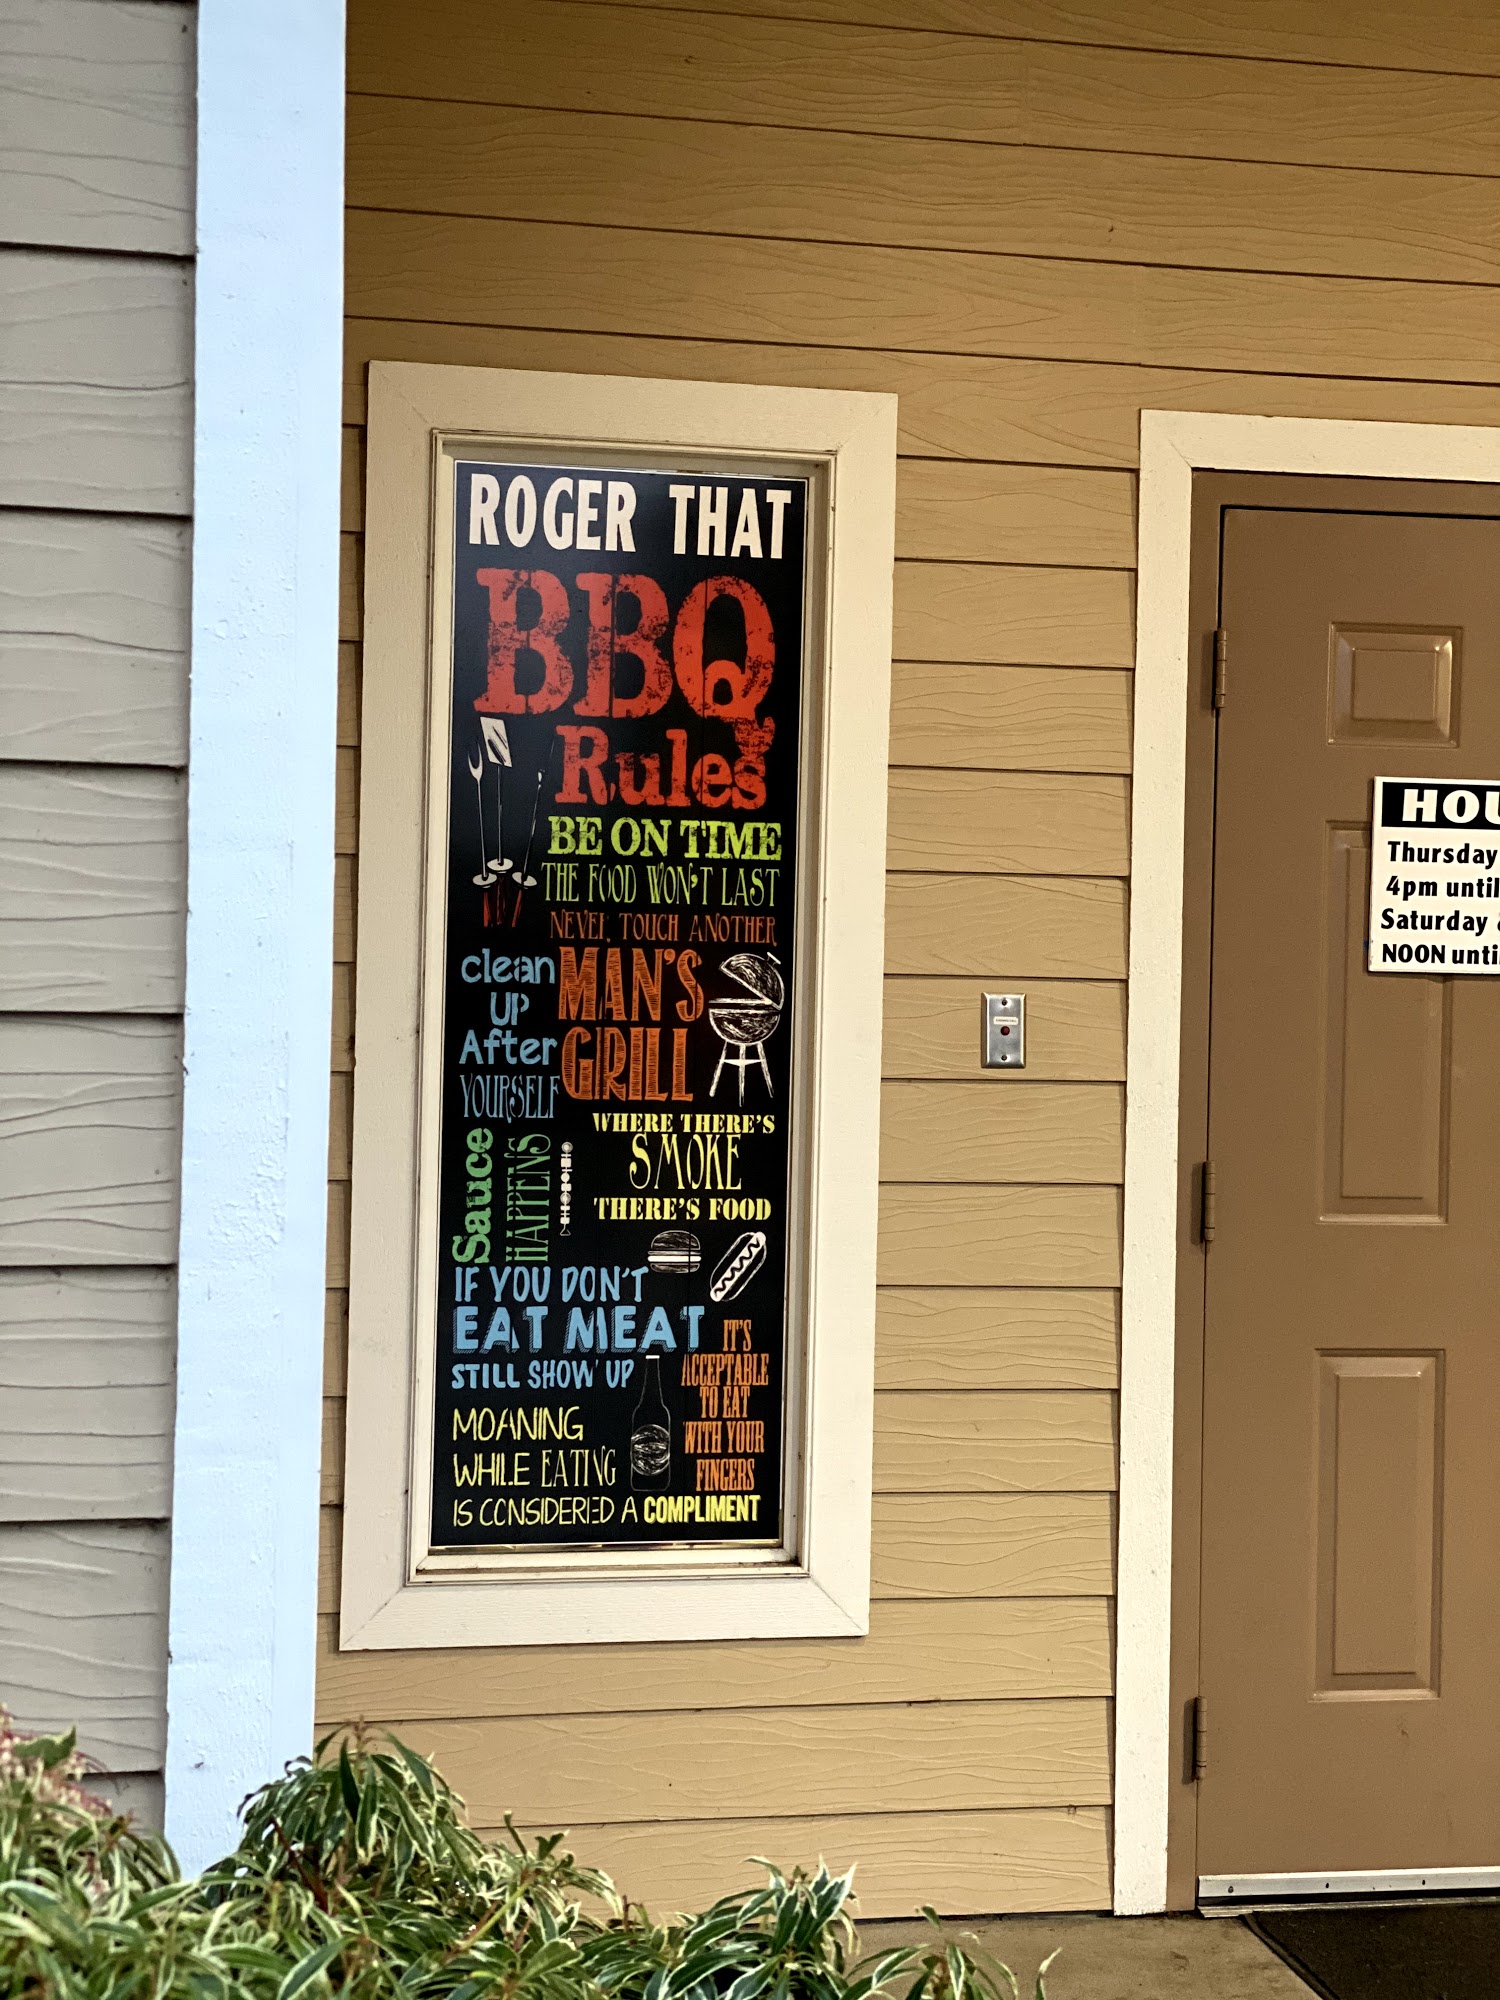 ROGER THAT
BBQ
Rules
BE ON TIME
THE FOOD WON'T LAST
NEVER TOUCH ANOTHER
MAN'S
GRILL
clean
UP
After
YOURSELF
WHERE THERE'S
SMOKE
THERE'S FOOD
Sauce
HAPPENS
IF YOU DON'T
EAT MEAT
STILL SHOW UP
IT'S
ACCEPTABLE
TO EAT
WITH YOUR
FINGERS
MOANING
WHILE EATING
IS CONSIDERED A COMPLIMENT
HOU
Thursday
4pm until
Saturday &
NOON unti